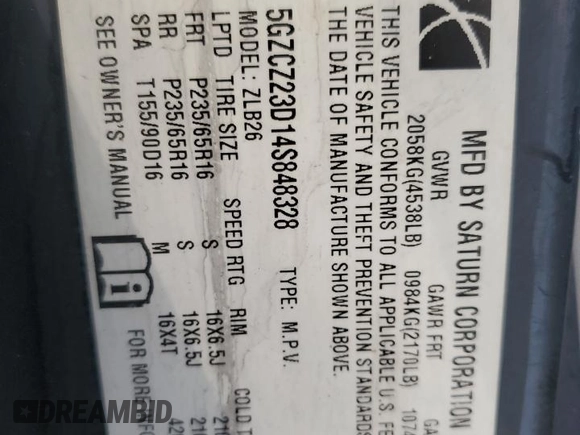 MFD BY SATURN CORPORATION
GVWR GAWR FRT
2058KG(4538LB) 0984KG(2170LB)
THIS VEHICLE CONFORMS TO ALL APPLICABLE U.S.
VEHICLE SAFETY AND THEFT PREVENTION STANDARDS
THE DATE OF MANUFACTURE SHOWN ABOVE.
5GZCZ23D14S848328 TYPE: M.P.V.
MODEL: ZLB26
LPTD TIRE SIZE SPEED RTG RIM COLD
FRT P235/65R16 S 16X6.5J
RR P235/65R16 S 16X6.5J
SPA T155/90D16 M 16X4T
SEE OWNER'S MANUAL i FOR MORE
DREAMBID